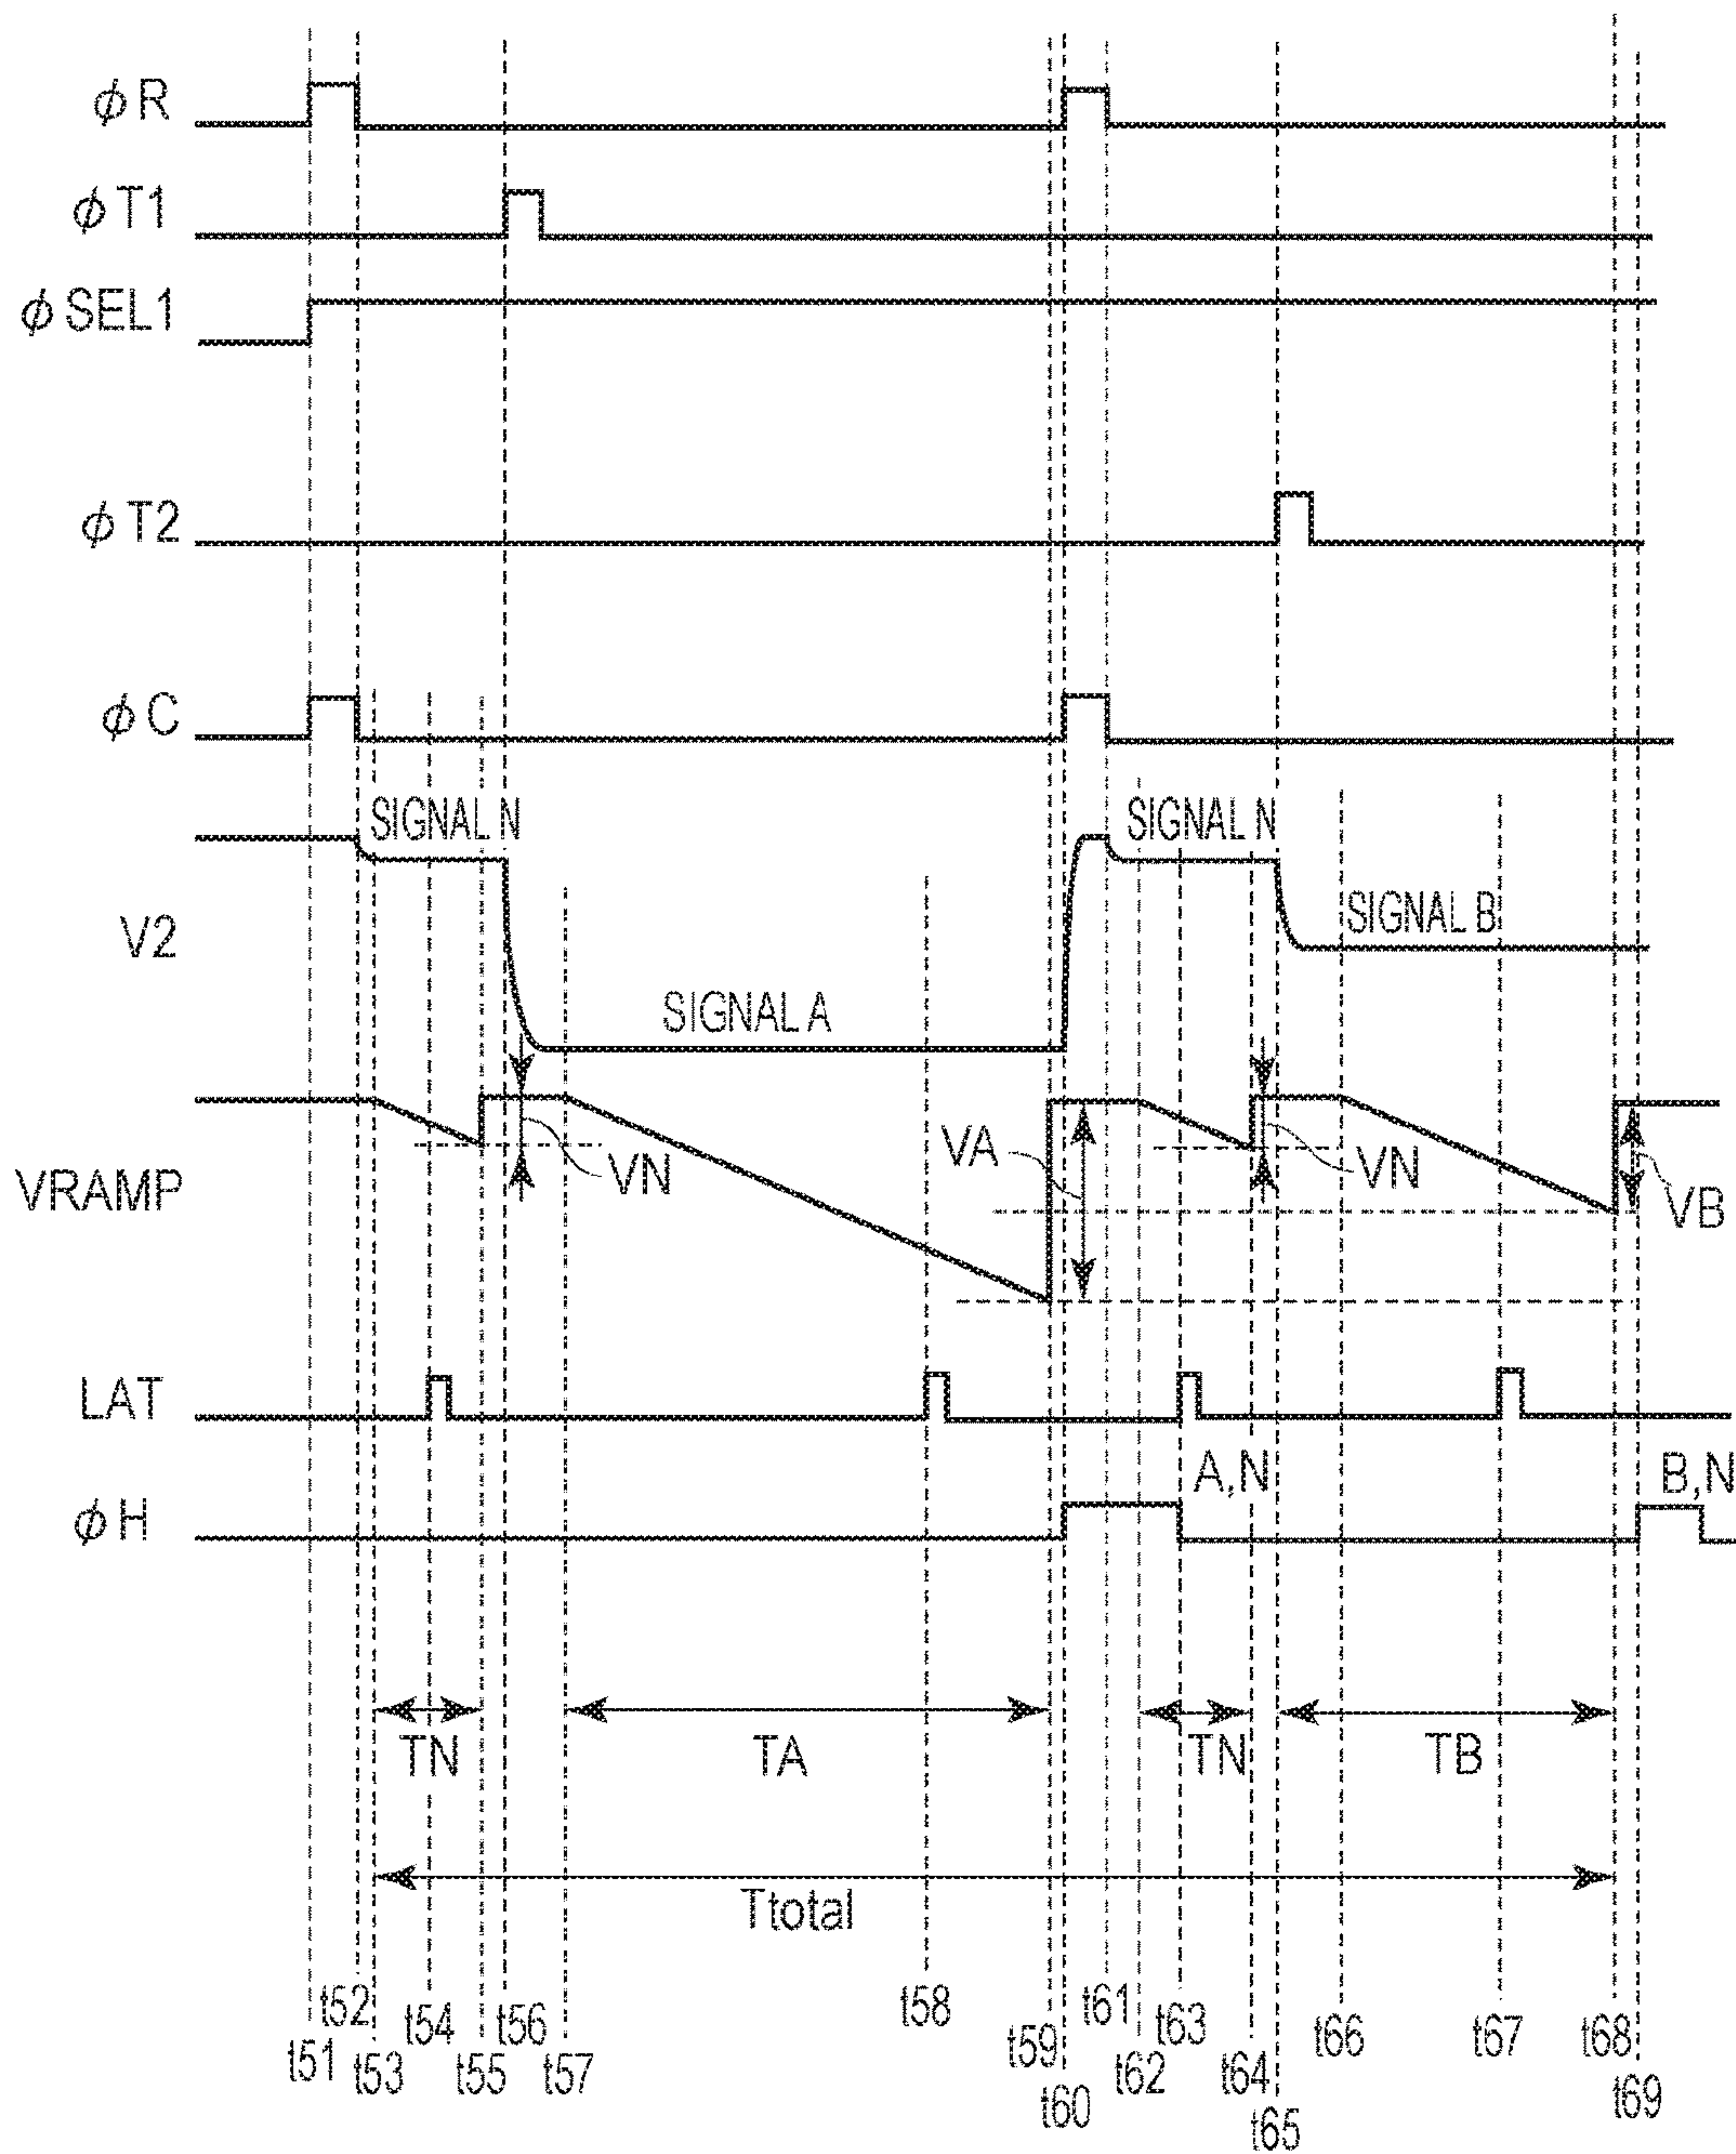 ϕR
ϕT1
ϕSEL1
ϕT2
ϕC
SIGNAL N
SIGNAL N
V2
SIGNAL B
SIGNAL A
VRAMP
VN
VA
VN
VB
LAT
A,N
B,N
ϕH
TN
TA
TN
TB
Ttotal
t52
t54
t56
t58
t61
t63
t66
t67
t68
t51
t53
t55
t57
t59
t62
t64
t69
t60
t65